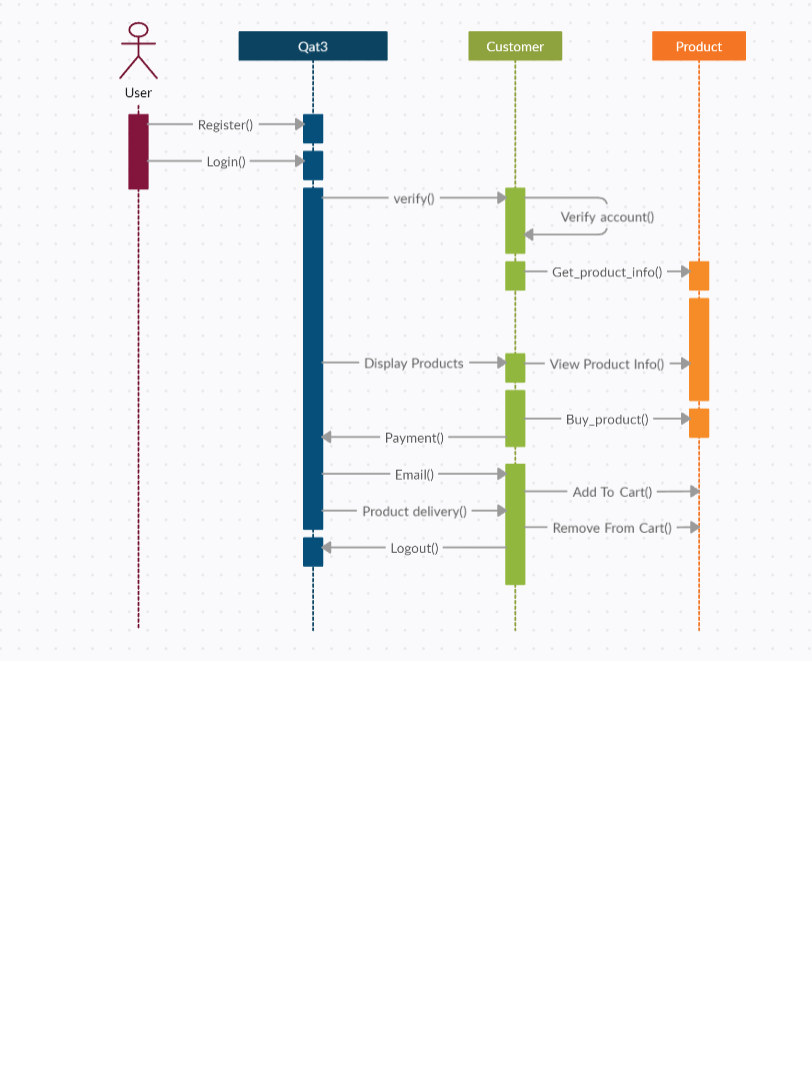 Qat3
Customer
Product
User
Register()
Login()
verify()
Verify account()
Get_product_info()
Display Products
View Product Info()
Buy_product()
Payment()
Email()
Add To Cart()
Product delivery()
Remove From Cart()
Logout()